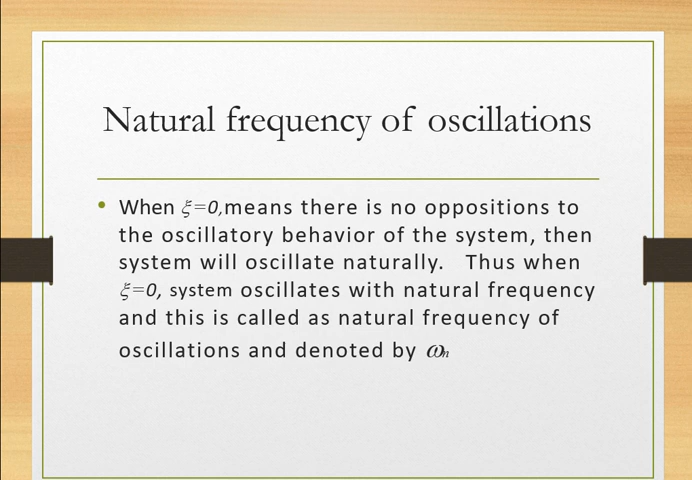 Natural frequency of oscillations
• When ξ=0,means there is no oppositions to
the oscillatory behavior of the system, then
system will oscillate naturally. Thus when
ξ=0, system oscillates with natural frequency
and this is called as natural frequency of
oscillations and denoted by ωₙ